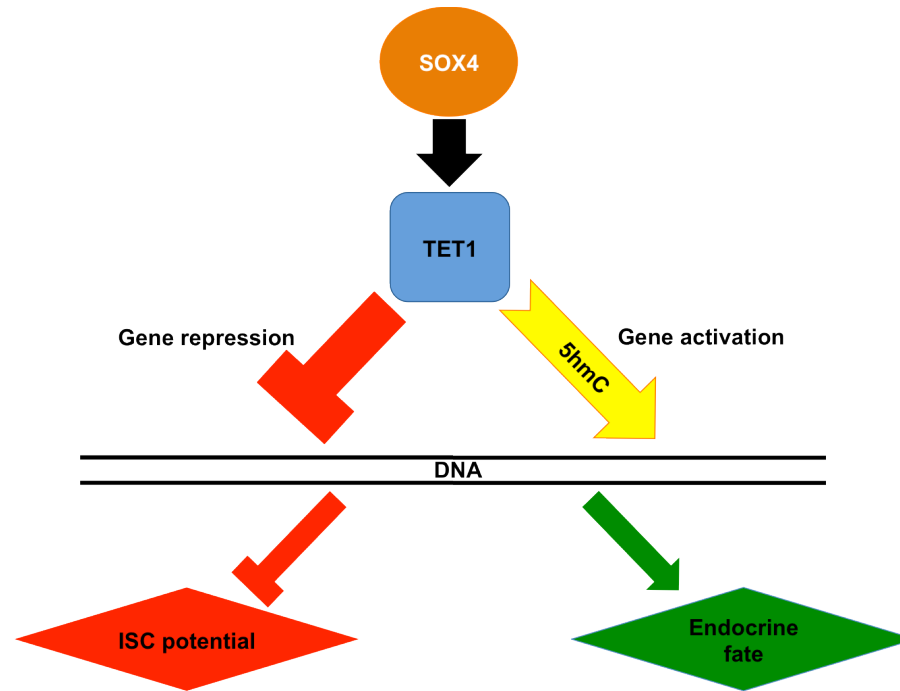 SOX4
TET1
Gene repression
Gene activation
5hmC
DNA
ISC potential
Endocrine
fate